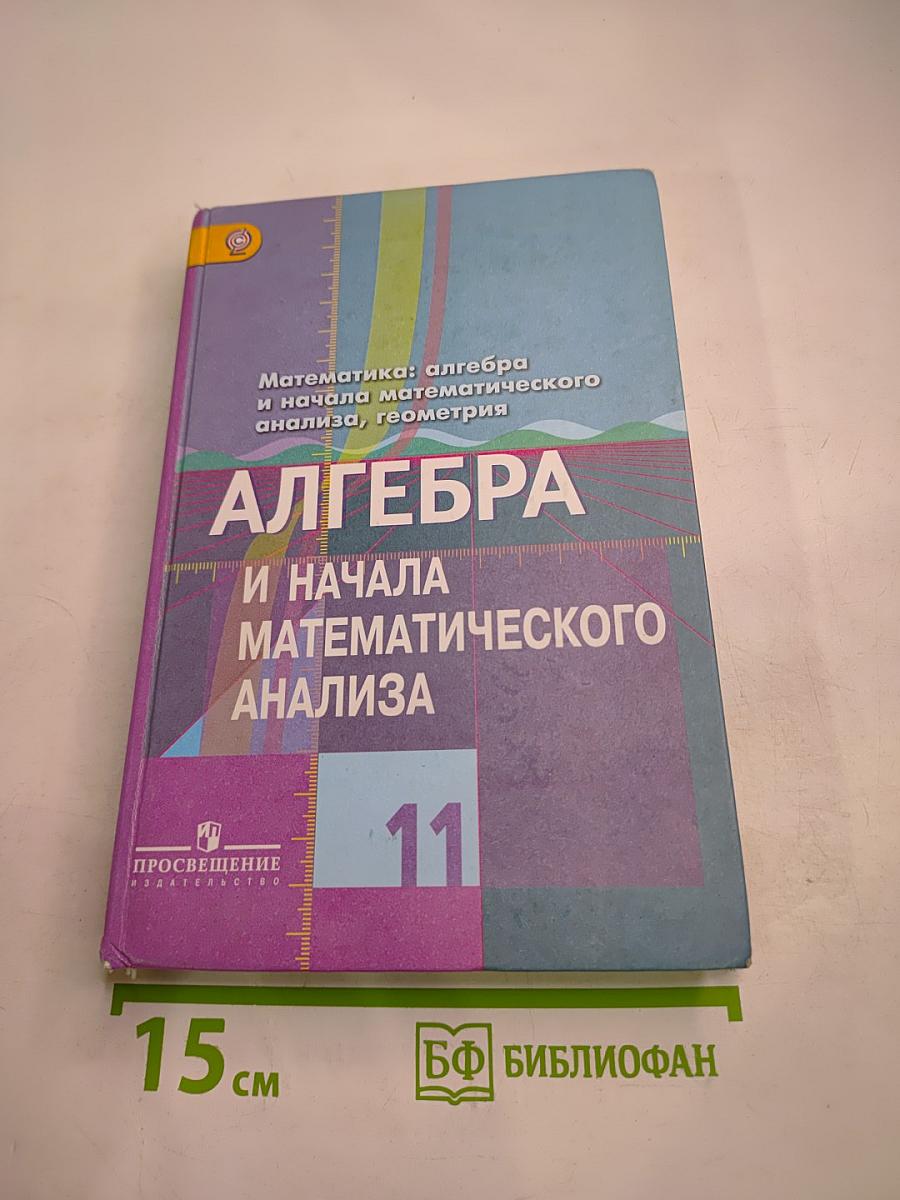 Математика: алгебра
и начала математического
анализа, геометрия
АЛГЕБРА
И НАЧАЛА
МАТЕМАТИЧЕСКОГО
АНАЛИЗА
11
ПРОСВЕЩЕНИЕ
ИЗДАТЕЛЬСТВО
15 см
БФ БИБЛИОФАН